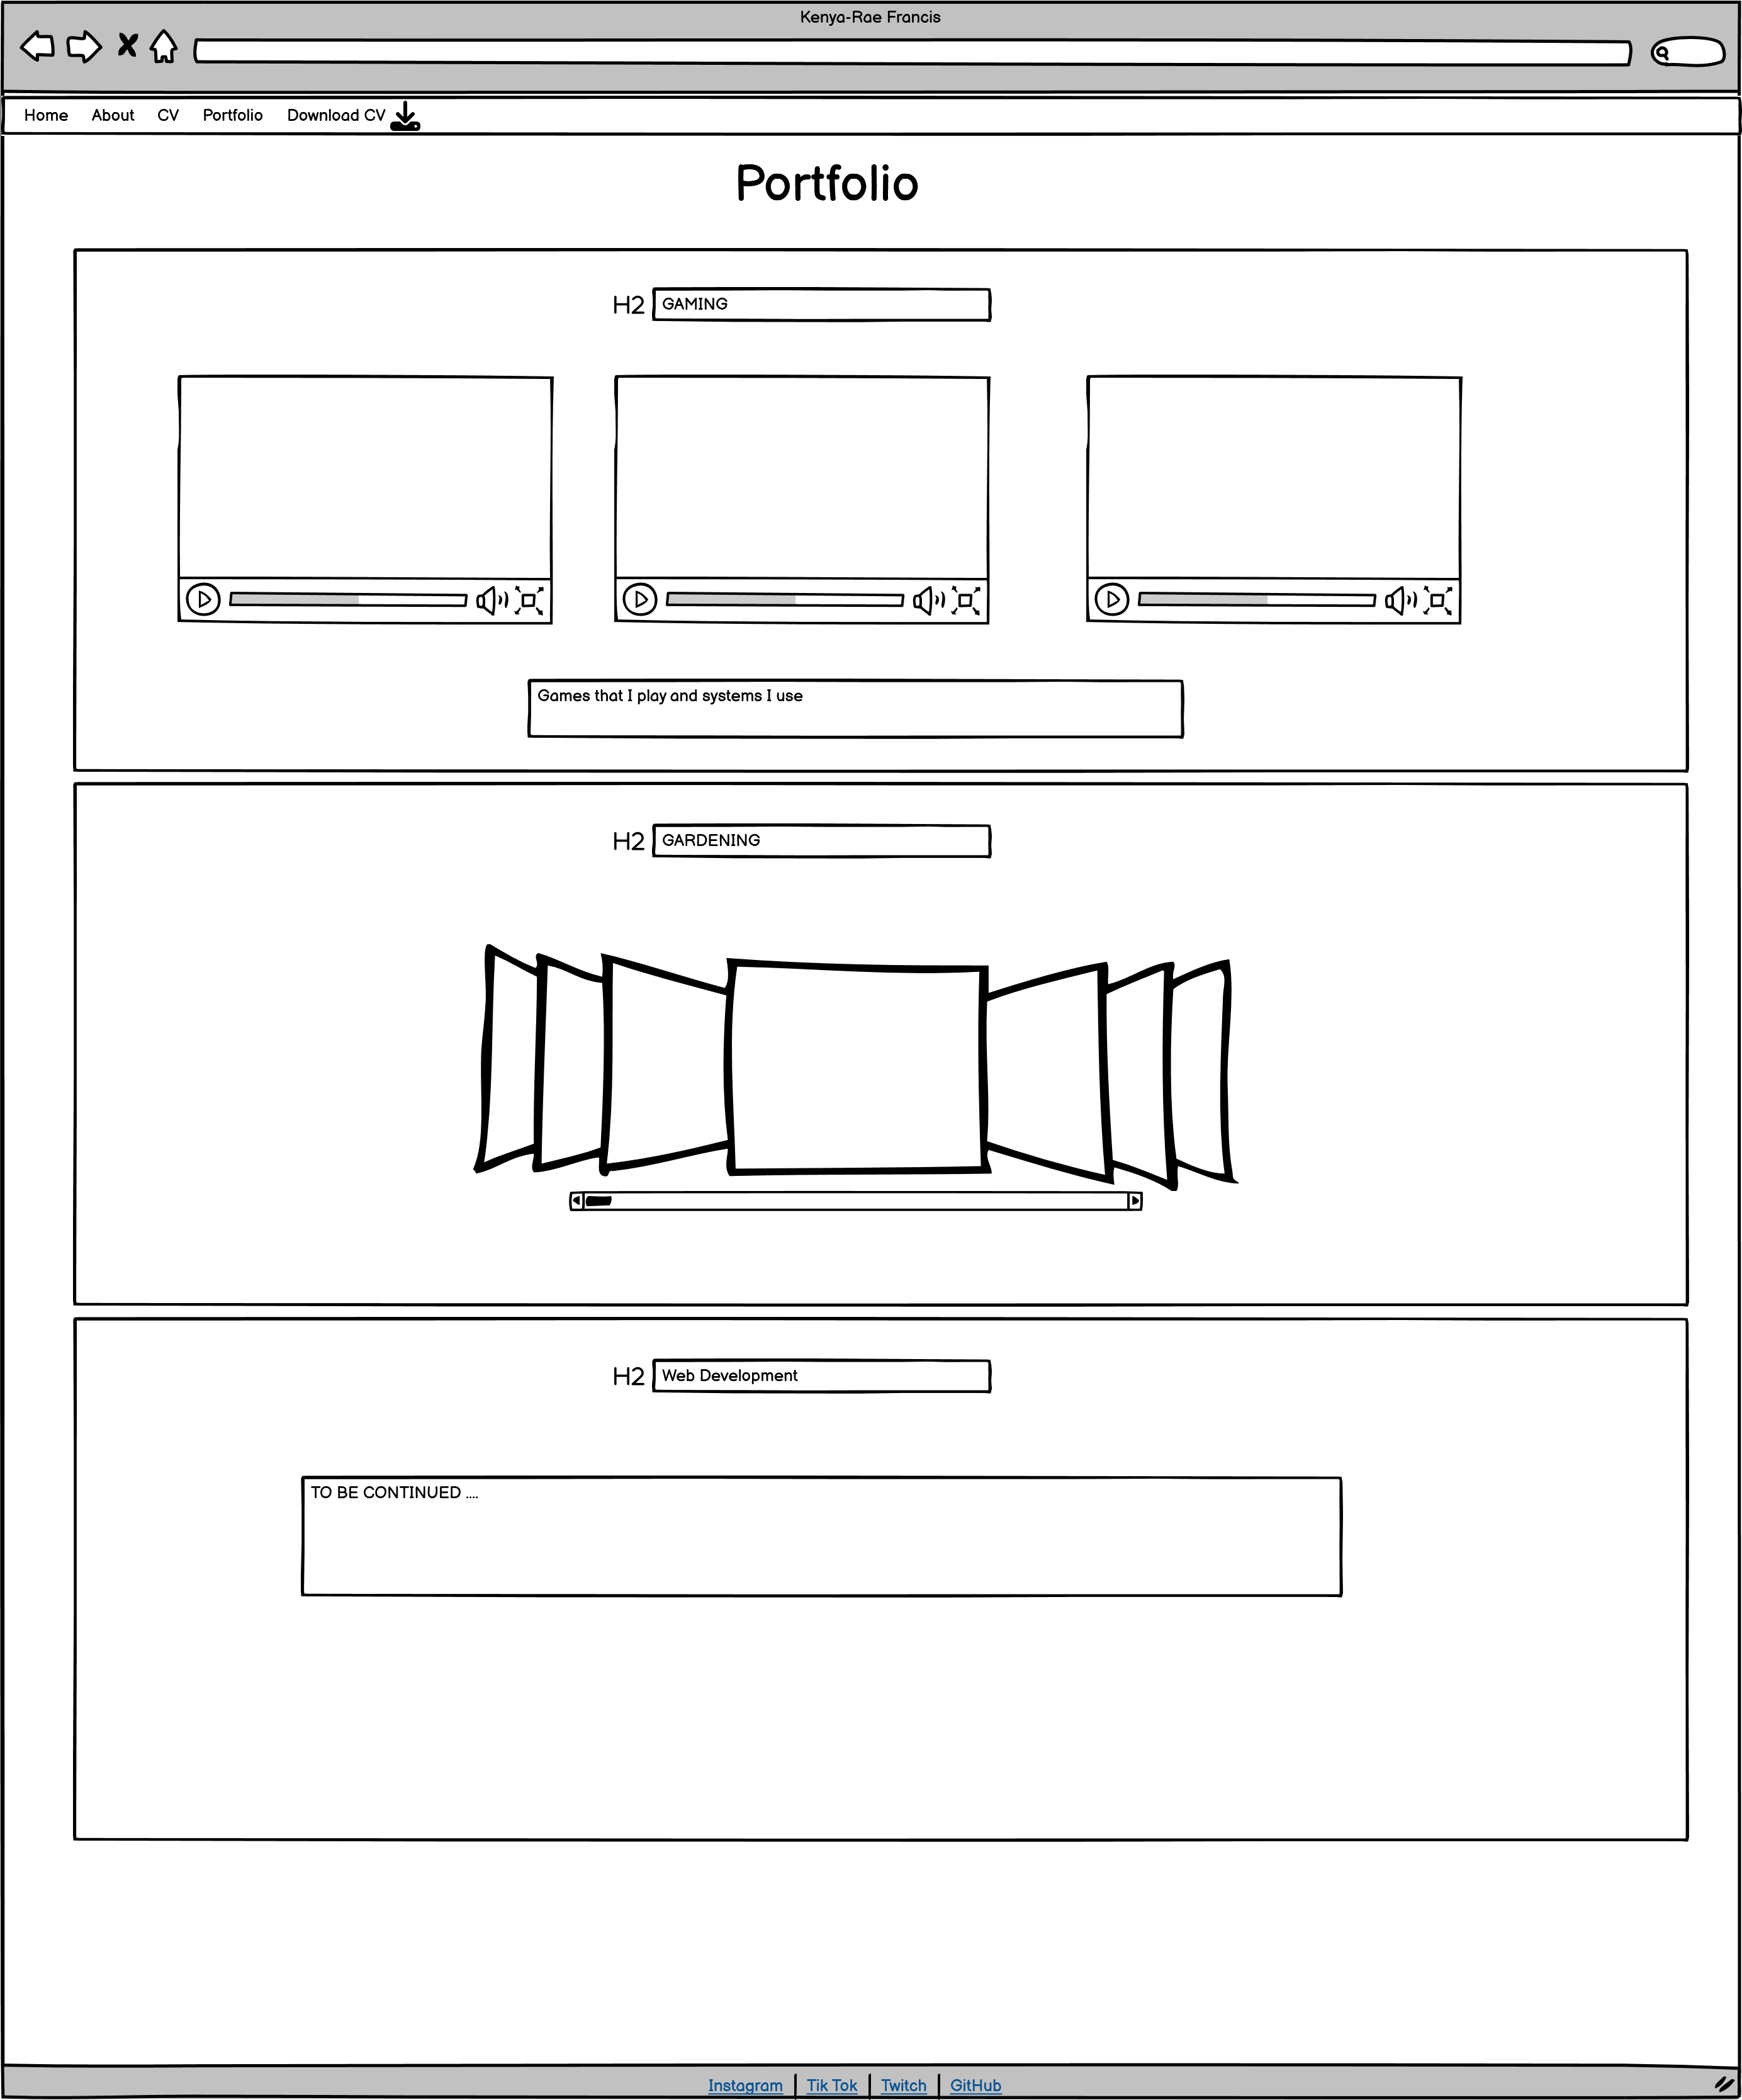 Kenya-Rae Francis
Home About CV Portfolio Download CV
Portfolio
H2 GAMING
Games that I play and systems I use
H2 GARDENING
H2 Web Development
TO BE CONTINUED ....
Instagram | Tik Tok | Twitch | GitHub